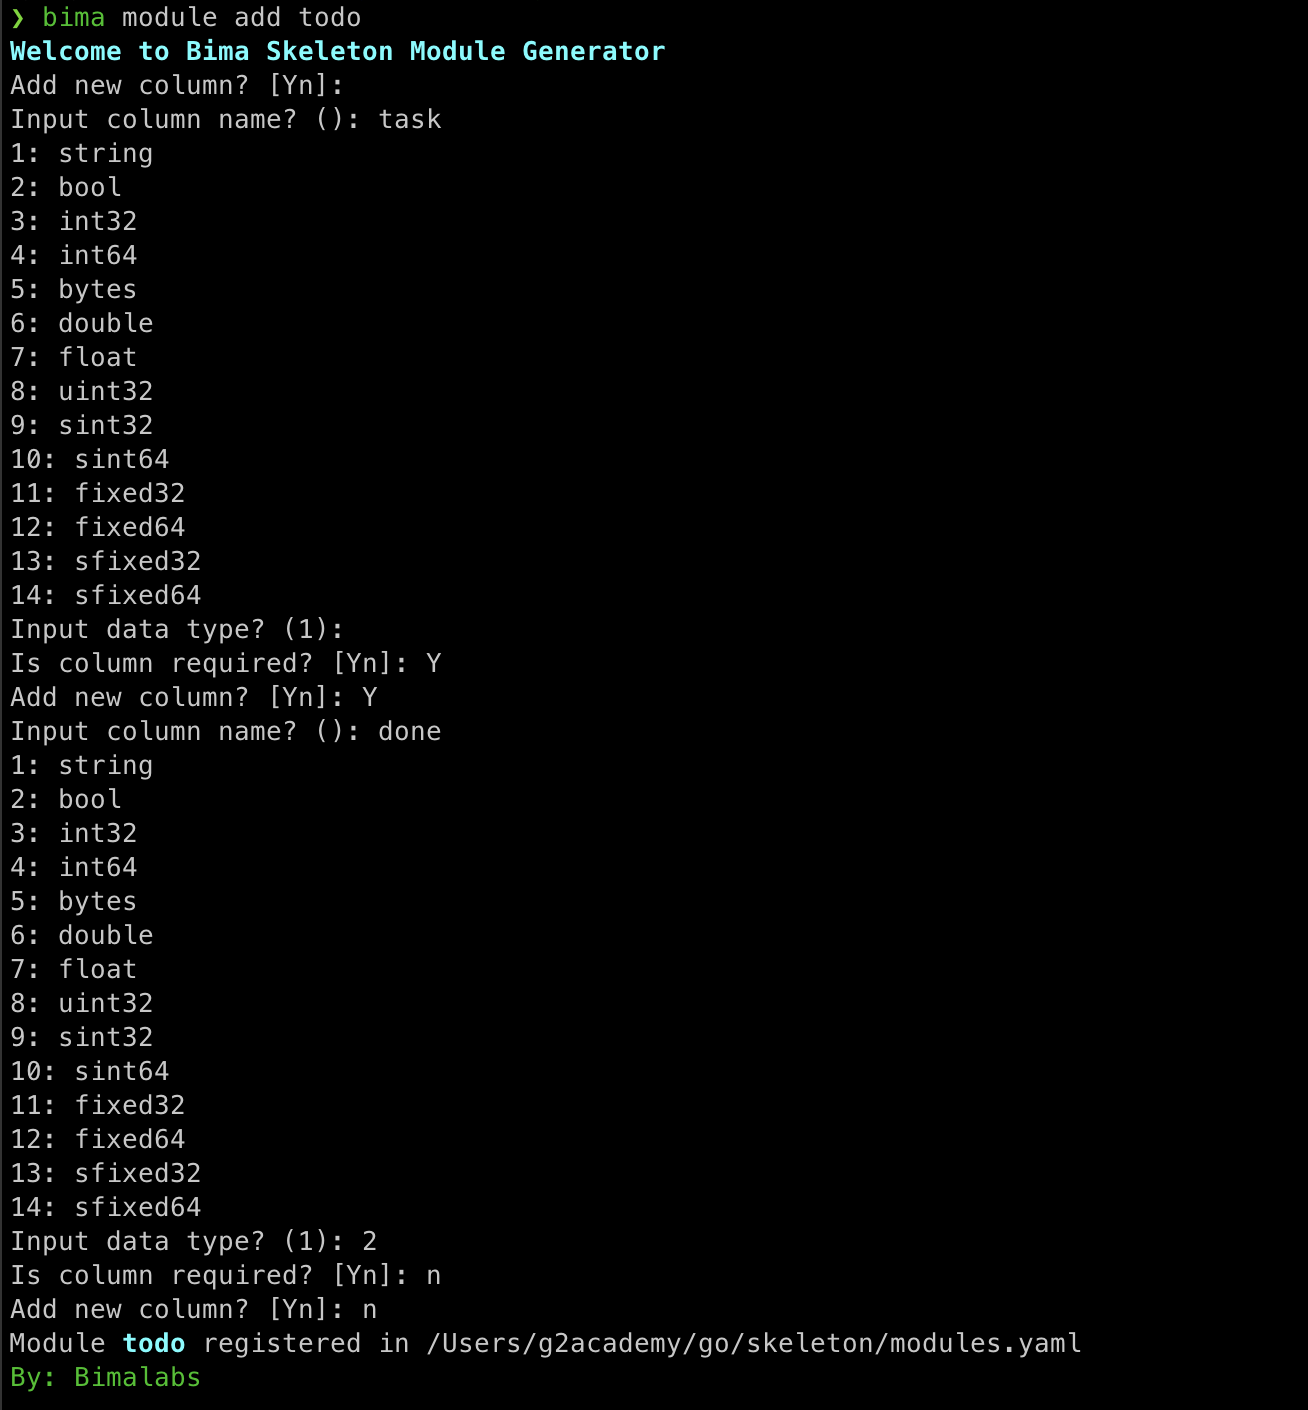 ❯ bima module add todo
Welcome to Bima Skeleton Module Generator
Add new column? [Yn]:
Input column name? (): task
1: string
2: bool
3: int32
4: int64
5: bytes
6: double
7: float
8: uint32
9: sint32
10: sint64
11: fixed32
12: fixed64
13: sfixed32
14: sfixed64
Input data type? (1):
Is column required? [Yn]: Y
Add new column? [Yn]: Y
Input column name? (): done
1: string
2: bool
3: int32
4: int64
5: bytes
6: double
7: float
8: uint32
9: sint32
10: sint64
11: fixed32
12: fixed64
13: sfixed32
14: sfixed64
Input data type? (1): 2
Is column required? [Yn]: n
Add new column? [Yn]: n
Module todo registered in /Users/g2academy/go/skeleton/modules.yaml
By: Bimalabs